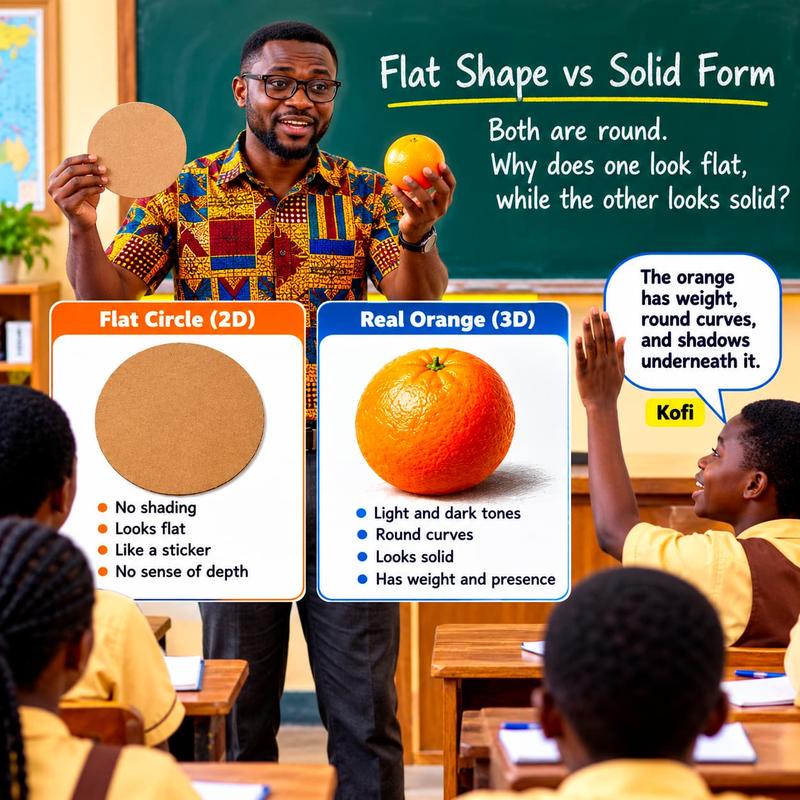 Flat Shape vs Solid Form
Both are round.
Why does one look flat,
while the other looks solid?
Flat Circle (2D)
No shading
Looks flat
Like a sticker
No sense of depth
Real Orange (3D)
Light and dark tones
Round curves
Looks solid
Has weight and presence
The orange
has weight,
round curves,
and shadows
underneath it.
Kofi